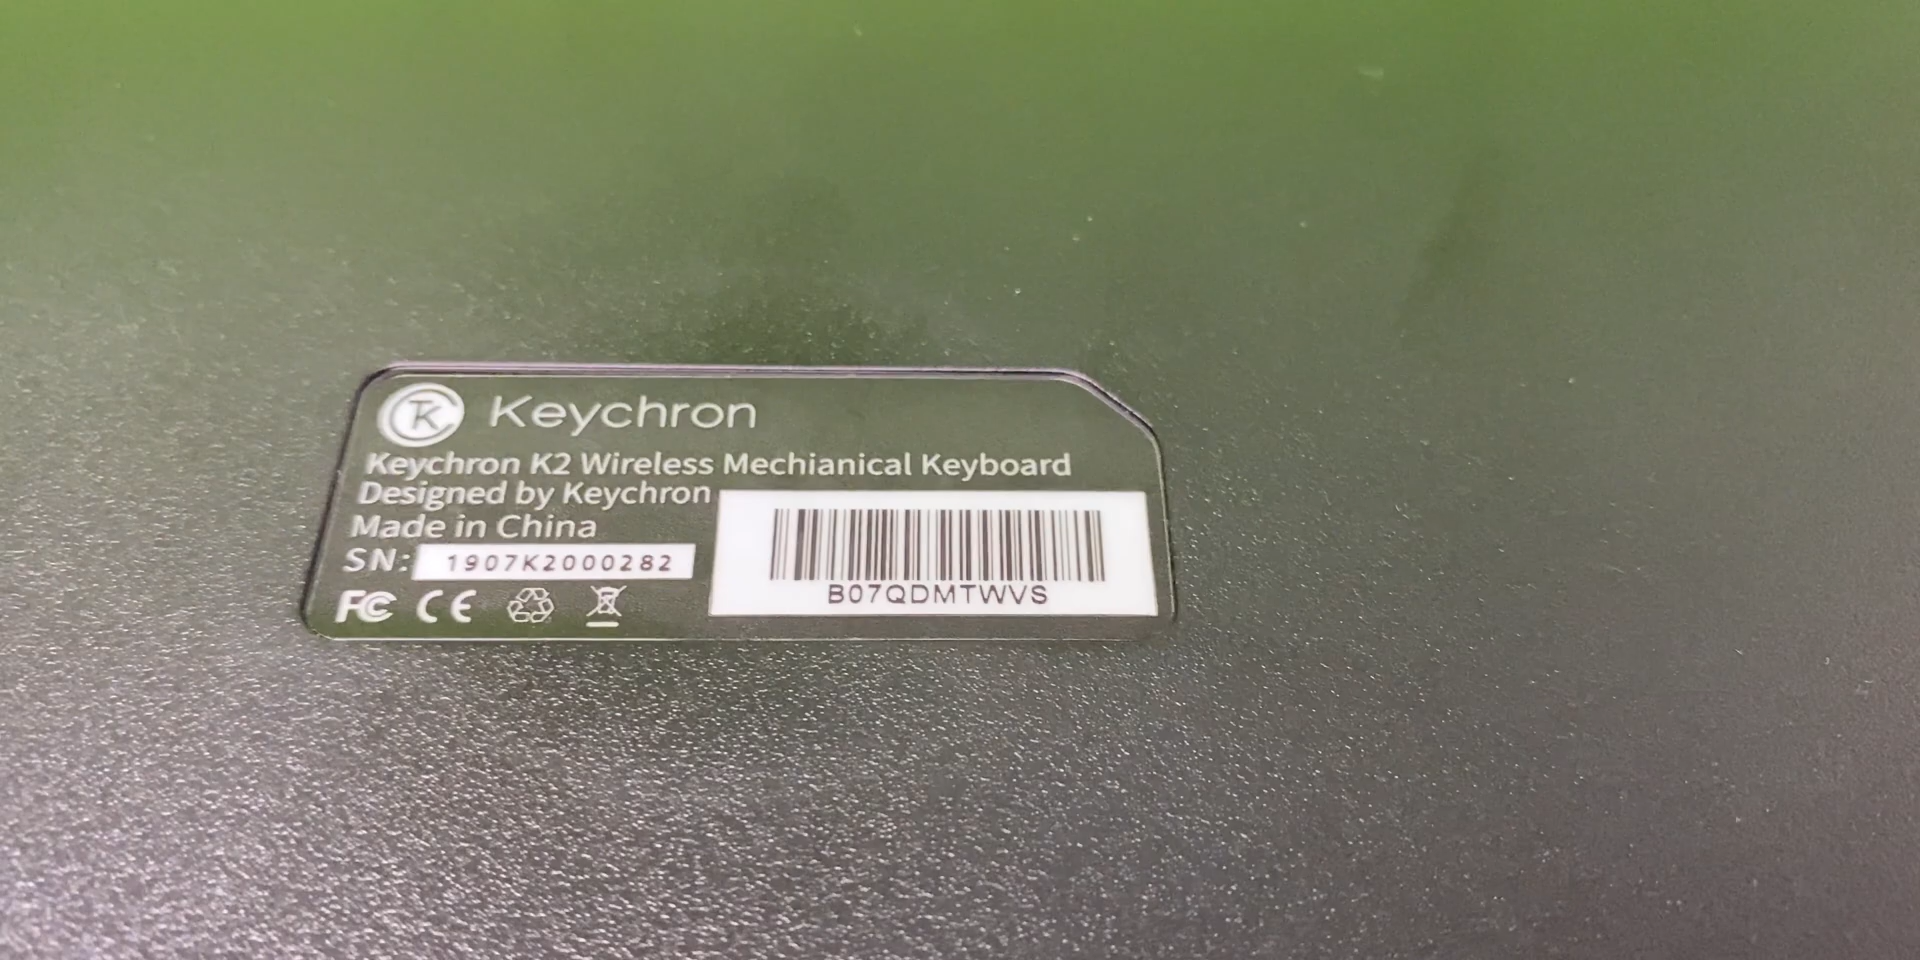 Keychron
Keychron K2 Wireless Mechianical Keyboard
Designed by Keychron
Made in China
SN: 1907K2000282
FC CE
B07QDMTWVS